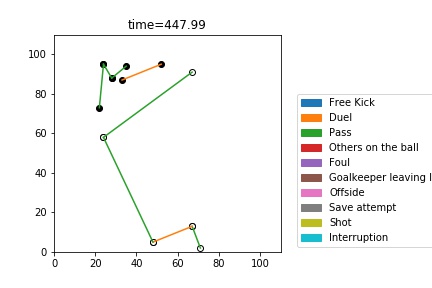 time=447.99
100
80
60
40
20
0
0 20 40 60 80 100
Free Kick
Duel
Pass
Others on the ball
Foul
Goalkeeper leaving l
Offside
Save attempt
Shot
Interruption